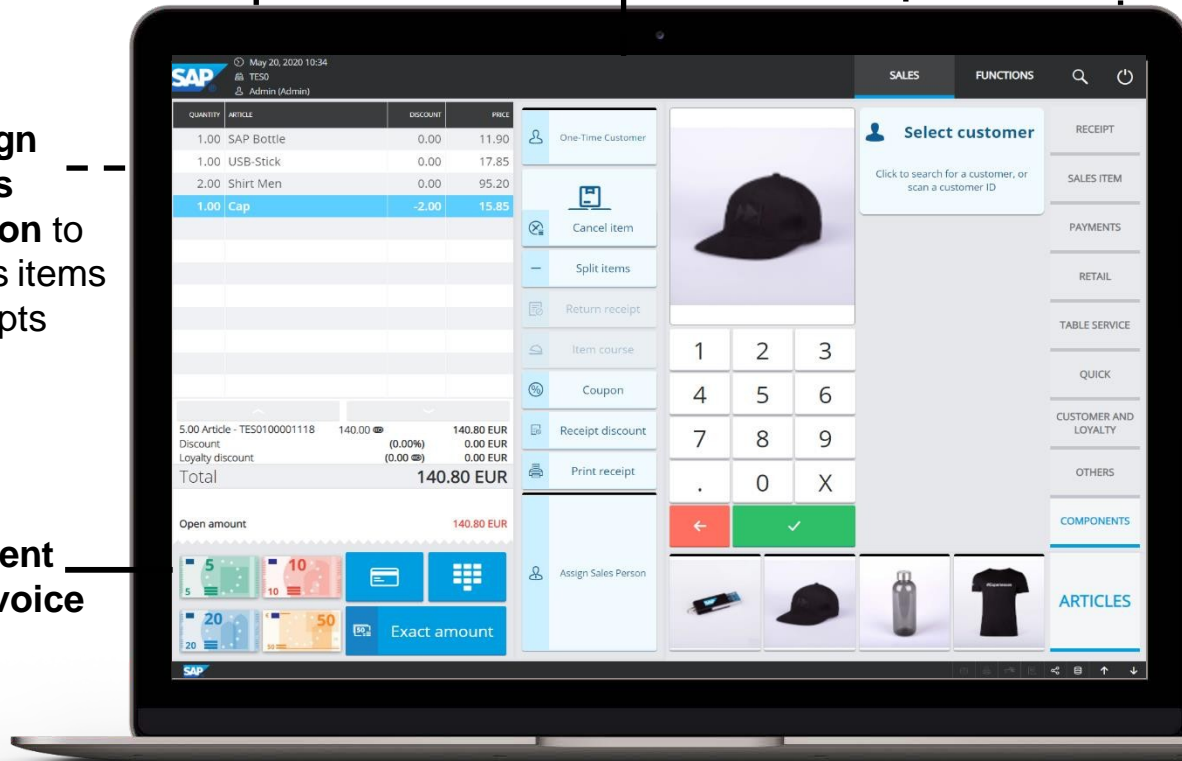 gn
s
on to
s items
pts
ent
voice
SAP
May 20, 2020 10:34
TES0
Admin (Admin)
SALES
FUNCTIONS
QUANTITY ARTICLE DISCOUNT PRICE
1.00 SAP Bottle 0.00 11.90
1.00 USB-Stick 0.00 17.85
2.00 Shirt Men 0.00 95.20
1.00 Cap -2.00 15.85
5.00 Article - TES0100001118 140.00 140.80 EUR
Discount (0.00%) 0.00 EUR
Loyalty discount (0.00 ) 0.00 EUR
Total 140.80 EUR
Open amount 140.80 EUR
5 5
10 10
20 20
50 50
Exact amount
One-Time Customer
Cancel item
Split items
Return receipt
Item course
Coupon
Receipt discount
Print receipt
Assign Sales Person
1 2 3
4 5 6
7 8 9
. 0 X
Select customer
Click to search for a customer, or
scan a customer ID
RECEIPT
SALES ITEM
PAYMENTS
RETAIL
TABLE SERVICE
QUICK
CUSTOMER AND
LOYALTY
OTHERS
COMPONENTS
ARTICLES
SAP